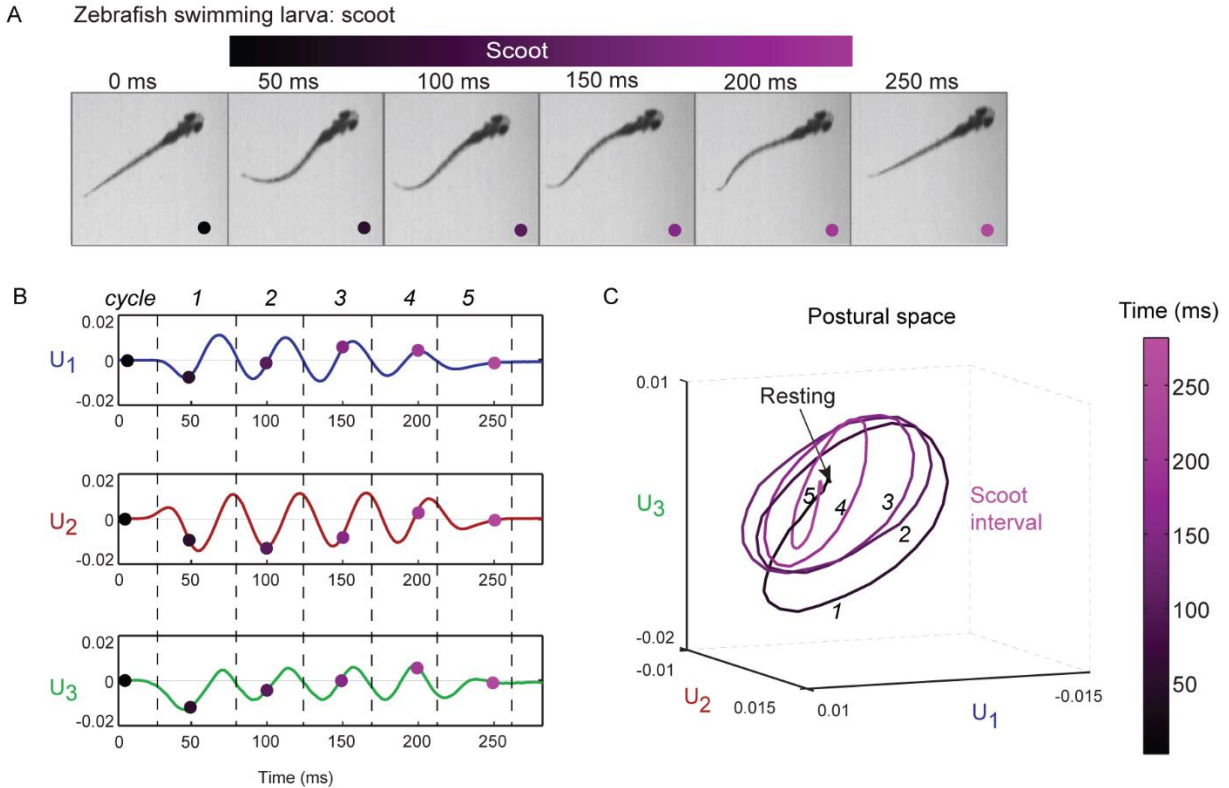 A
Zebrafish swimming larva: scoot
Scoot
0 ms 50 ms 100 ms 150 ms 200 ms 250 ms
B
cycle 1 2 3 4 5
0.02
U1
0
-0.02
0 50 100 150 200 250
0.02
U2
0
-0.02
0 50 100 150 200 250
0.02
U3
0
-0.02
0 50 100 150 200 250
Time (ms)
C
Postural space
0.01
Resting
U3
5 4 3 2 1
Scoot
interval
-0.02
-0.01
U2
0.015
0.01
U1
-0.015
Time (ms)
250
200
150
100
50